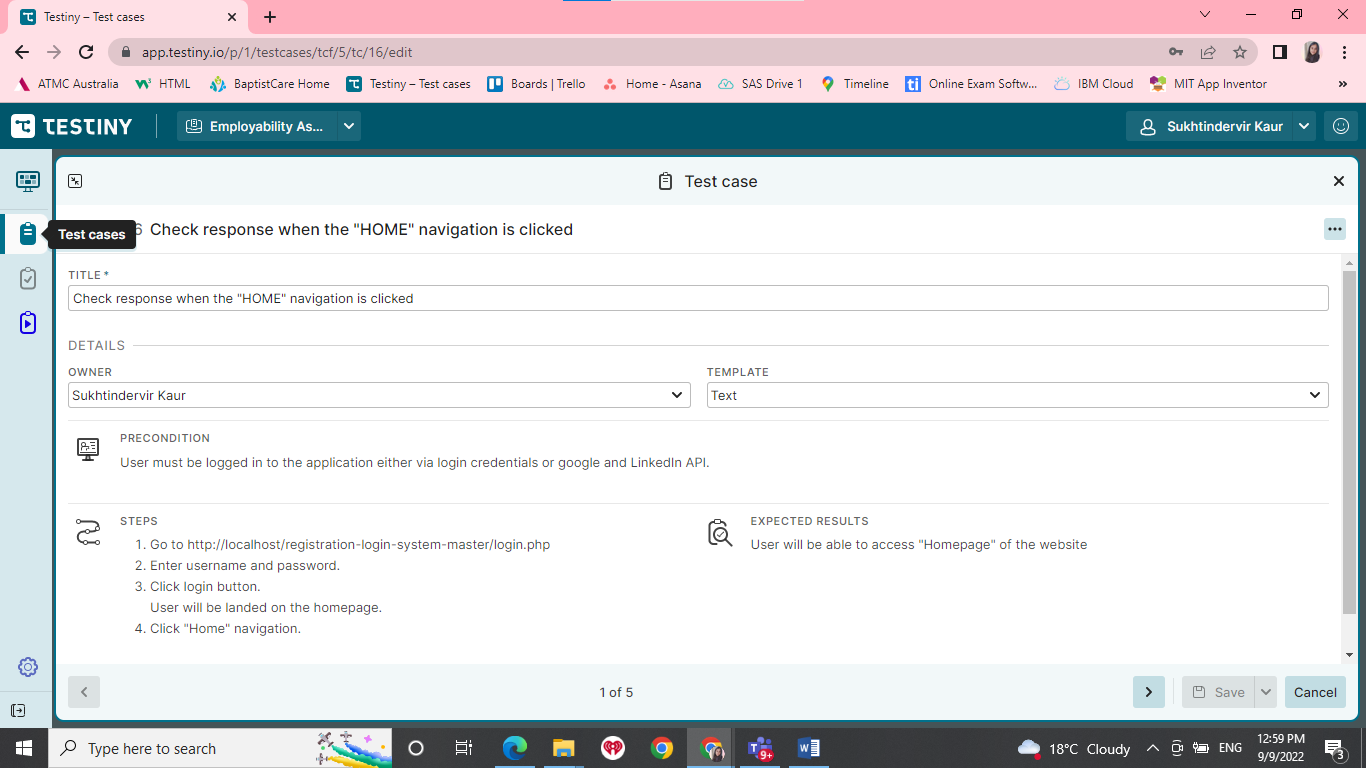 Testiny – Test cases
app.testiny.io/p/1/testcases/tcf/5/tc/16/edit
ATMC Australia
HTML
BaptistCare Home
Testiny – Test cases
Boards | Trello
Home - Asana
SAS Drive 1
Timeline
Online Exam Softw...
IBM Cloud
MIT App Inventor
TESTINY
Employability As...
Sukhtindervir Kaur
Test case
Test cases
6 Check response when the "HOME" navigation is clicked
TITLE *
Check response when the "HOME" navigation is clicked
DETAILS
OWNER
Sukhtindervir Kaur
TEMPLATE
Text
PRECONDITION
User must be logged in to the application either via login credentials or google and LinkedIn API.
STEPS
1. Go to http://localhost/registration-login-system-master/login.php
2. Enter username and password.
3. Click login button.
User will be landed on the homepage.
4. Click "Home" navigation.
EXPECTED RESULTS
User will be able to access "Homepage" of the website
1 of 5
Save
Cancel
Type here to search
9+
18°C Cloudy
ENG
12:59 PM
9/9/2022
3